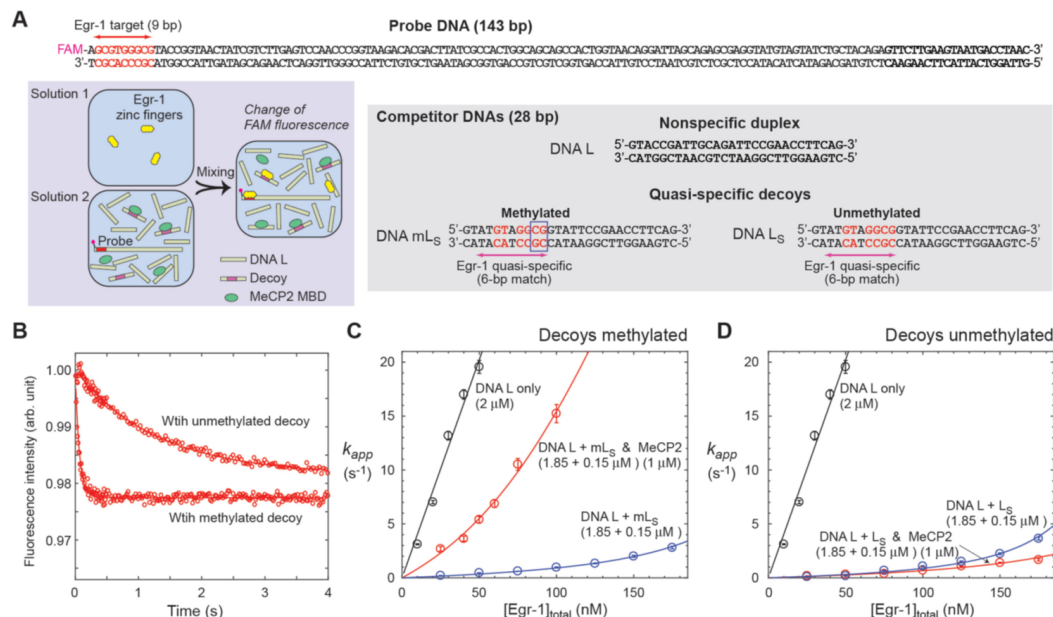 A
Egr-1 target (9 bp)
Probe DNA (143 bp)
FAM-AGCGTGGGCGTACCGGTAACTATCGTCTTGAGTCCAACCCGGTAAGACACGACTTATCGCCACTGGCAGCAGCCACTGGTAACAGGATTAGCAGAGCGAGGTATGTAGTATCTGCTACAGAGTTCTTGAAGTAATGACCTAAC-3'
3'-TCGCACCCGCATGGCCATTGATAGCAGAACTCAGGTTGGGCCATTCTGTGCTGAATAGCGGTGACCGTCGTCGGTGACCATTGTCCTAATCGTCTCGCTCCATACATCATAGACGATGTCTCAAGAACTTCATTACTGGATTG-5'
Solution 1
Egr-1
zinc fingers
Change of
FAM fluorescence
Mixing
Solution 2
Probe
DNA L
Decoy
MeCP2 MBD
Competitor DNAs (28 bp)
Nonspecific duplex
DNA L
5'-GTACCGATTGCAGATTCCGAACCTTCAG-3'
3'-CATGGCTAACGTCTAAGGCTTGGAAGTC-5'
Quasi-specific decoys
Methylated
DNA mLS
5'-GTATGTAGGCGGTATTCCGAACCTTCAG-3'
3'-CATACATCCGCCATAAGGCTTGGAAGTC-5'
Egr-1 quasi-specific
(6-bp match)
Unmethylated
DNA LS
5'-GTATGTAGGCGGTATTCCGAACCTTCAG-3'
3'-CATACATCCGCCATAAGGCTTGGAAGTC-5'
Egr-1 quasi-specific
(6-bp match)
B
Fluorescence intensity (arb. unit)
1.00
0.99
0.98
0.97
Wtih unmethylated decoy
Wtih methylated decoy
0 1 2 3 4
Time (s)
C
Decoys methylated
kapp
(s-1)
20
15
10
5
0
DNA L only
(2 μM)
DNA L + mLS & MeCP2
(1.85 + 0.15 μM ) (1 μM)
DNA L + mLS
(1.85 + 0.15 μM )
0 50 100 150
[Egr-1]total (nM)
D
Decoys unmethylated
kapp
(s-1)
20
15
10
5
0
DNA L only
(2 μM)
DNA L + LS
(1.85 + 0.15 μM )
DNA L + LS & MeCP2
(1.85 + 0.15 μM ) (1 μM)
0 50 100 150
[Egr-1]total (nM)